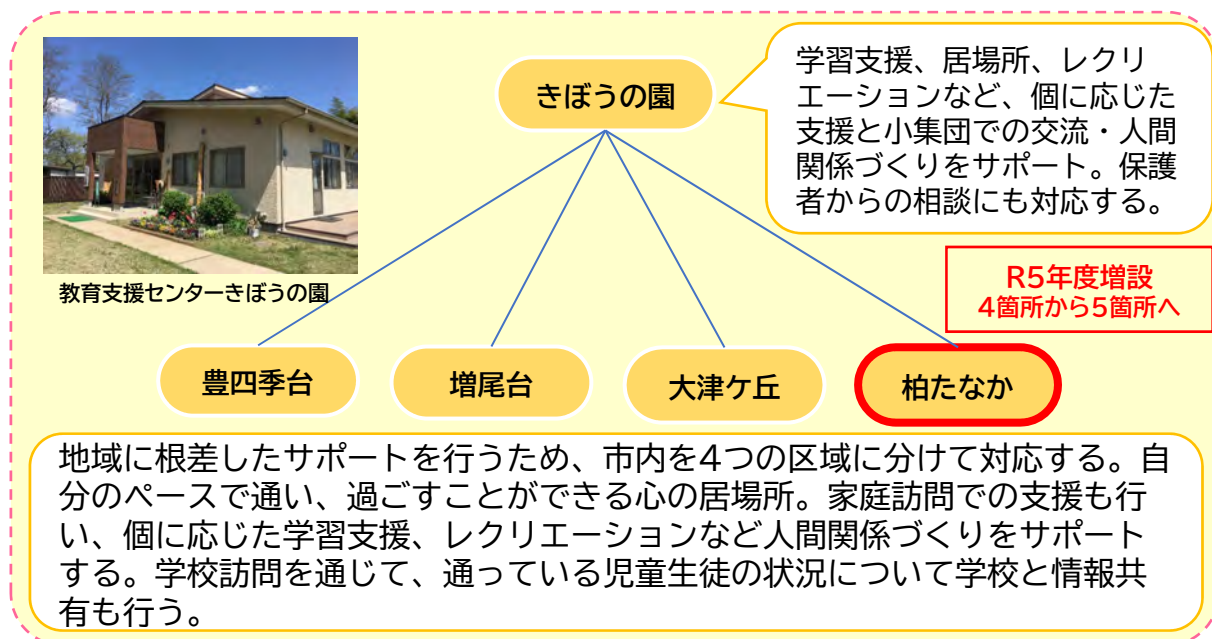 きぼうの園
学習支援、居場所、レクリ
エーションなど、個に応じた
支援と小集団での交流・人間
関係づくりをサポート。保護
者からの相談にも対応する。
教育支援センターきぼうの園
R5年度増設
4箇所から5箇所へ
豊四季台
増尾台
大津ケ丘
柏たなか
地域に根差したサポートを行うため、市内を4つの区域に分けて対応する。自
分のペースで通い、過ごすことができる心の居場所。家庭訪問での支援も行
い、個に応じた学習支援、レクリエーションなど人間関係づくりをサポート
する。学校訪問を通じて、通っている児童生徒の状況について学校と情報共
有も行う。